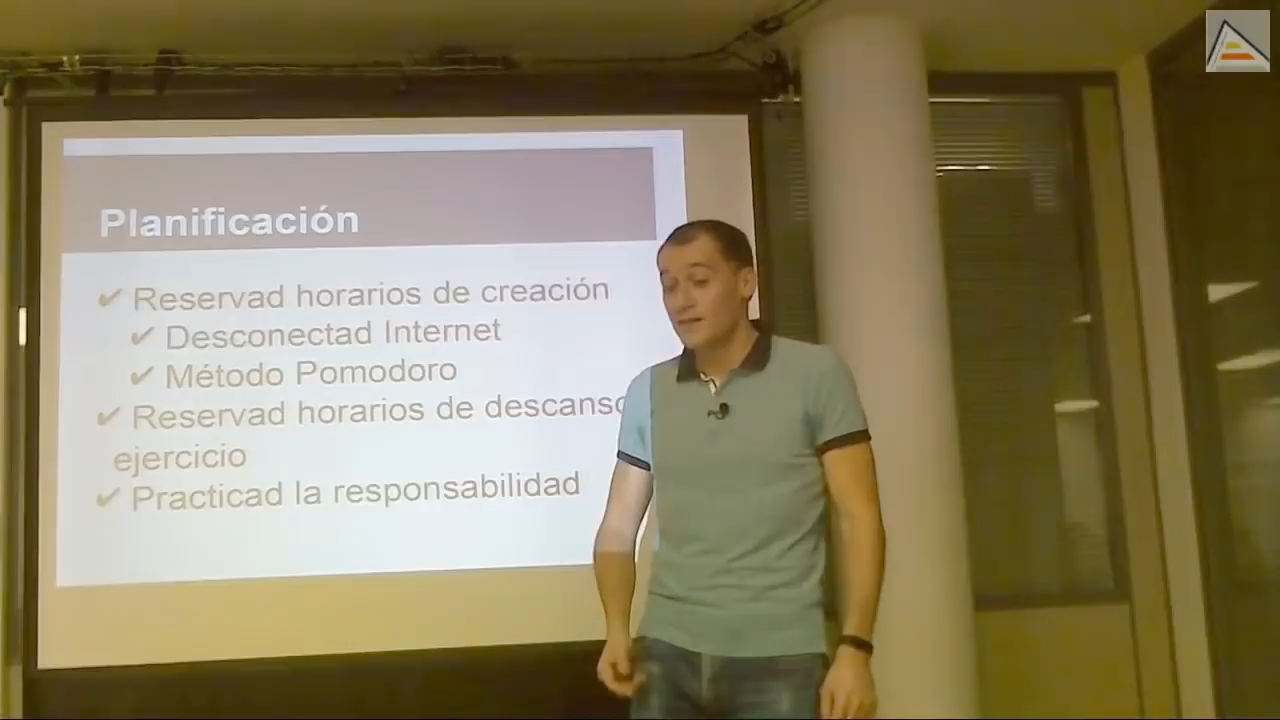 Planificación
✔ Reservad horarios de creación
✔ Desconectad Internet
✔ Método Pomodoro
✔ Reservad horarios de descanso
ejercicio
✔ Practicad la responsabilidad